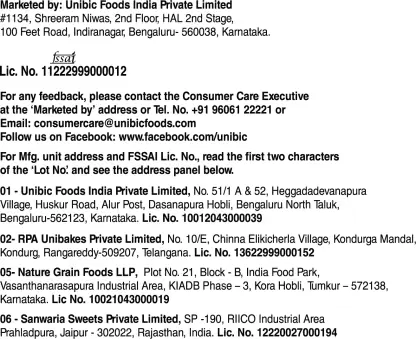 Marketed by: Unibic Foods India Private Limited
#1134, Shreeram Niwas, 2nd Floor, HAL 2nd Stage,
100 Feet Road, Indiranagar, Bengaluru- 560038, Karnataka.
fssai
Lic. No. 11222999000012
For any feedback, please contact the Consumer Care Executive
at the ‘Marketed by’ address or Tel. No. +91 96061 22221 or
Email: consumercare@unibicfoods.com
Follow us on Facebook: www.facebook.com/unibic
For Mfg. unit address and FSSAI Lic. No., read the first two characters
of the ‘Lot No.’ and see the address panel below.
01 - Unibic Foods India Private Limited, No. 51/1 A & 52, Heggadadevanapura
Village, Huskur Road, Alur Post, Dasanapura Hobli, Bengaluru North Taluk,
Bengaluru-562123, Karnataka. Lic. No. 10012043000039
02- RPA Unibakes Private Limited, No. 10/E, Chinna Elikicherla Village, Kondurga Mandal,
Kondurg, Rangareddy-509207, Telangana. Lic. No. 13622999000152
05- Nature Grain Foods LLP, Plot No. 21, Block - B, India Food Park,
Vasanthanarasapura Industrial Area, KIADB Phase – 3, Kora Hobli, Tumkur – 572138,
Karnataka. Lic No. 10021043000019
06 - Sanwaria Sweets Private Limited, SP -190, RIICO Industrial Area
Prahladpura, Jaipur - 302022, Rajasthan, India. Lic. No. 12220027000194